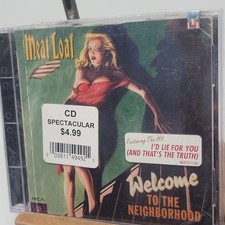 Meat Loaf
CD
SPECTACULAR
$4.99
Featuring The Hit
I'D LIE FOR YOU
(AND THAT'S THE TRUTH)
Welcome
TO THE
NEIGHBORHOOD
MCA